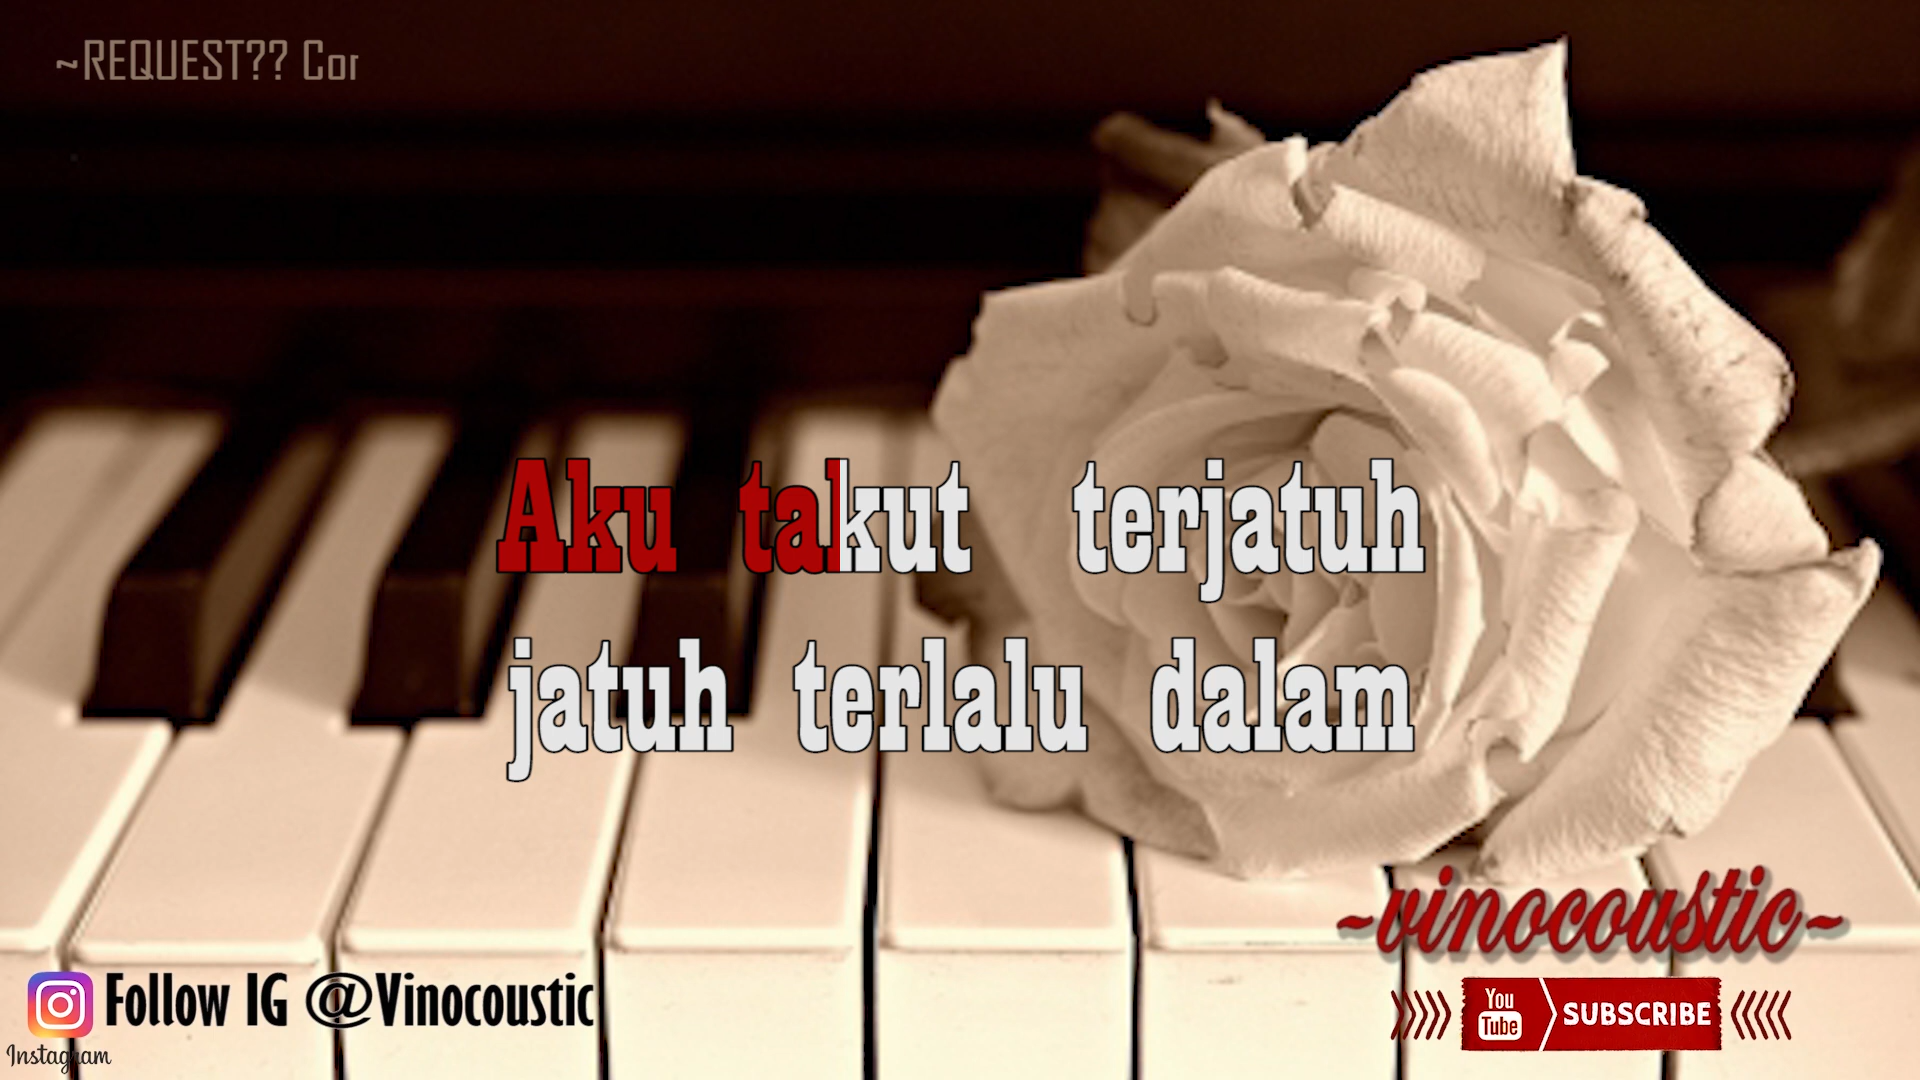 ~REQUEST?? Cor
Aku takut terjatuh
jatuh terlalu dalam
~vinocoustic~
Follow IG @Vinocoustic
Instagram
You Tube SUBSCRIBE